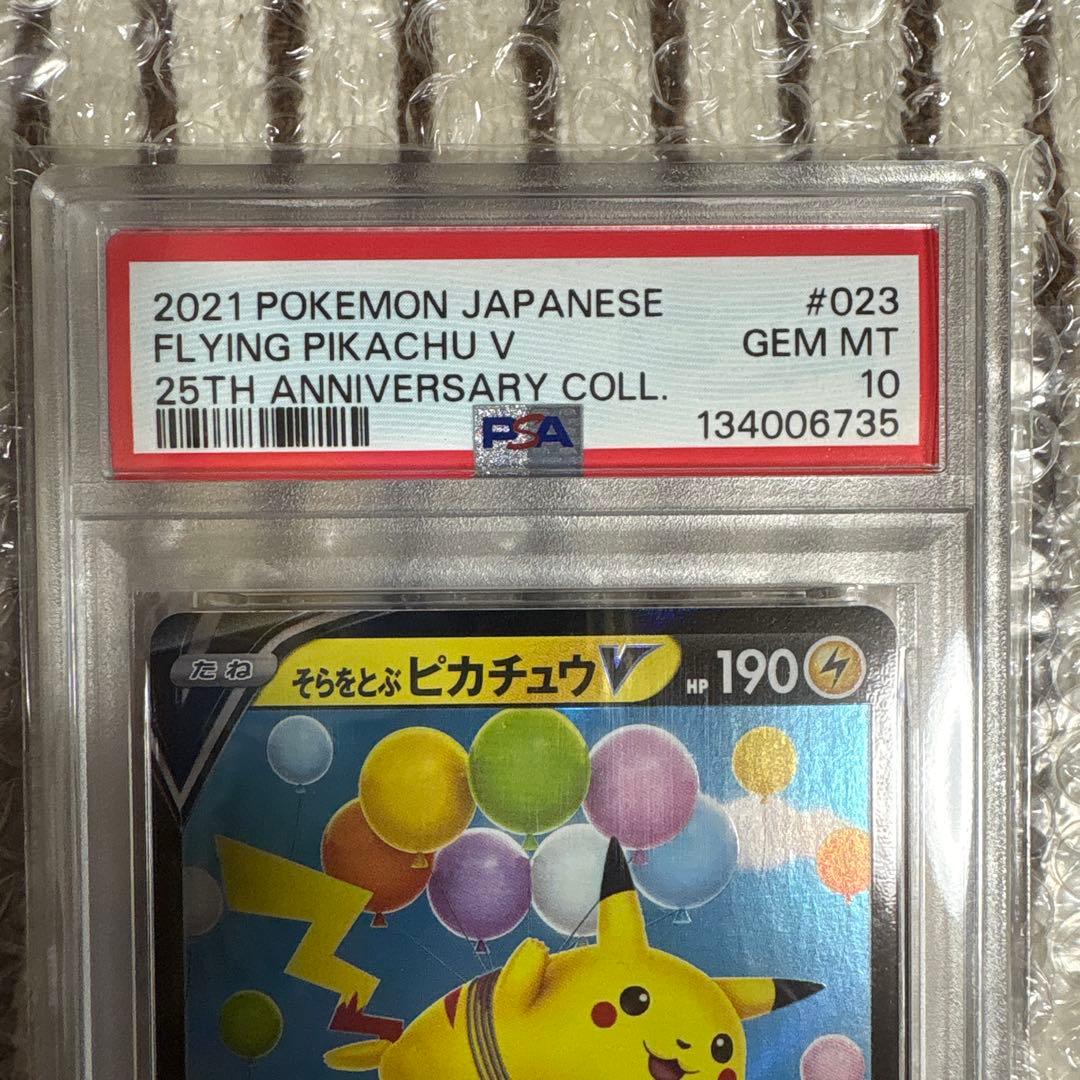 2021 POKEMON JAPANESE #023
FLYING PIKACHU V GEM MT
25TH ANNIVERSARY COLL. 10
PSA 134006735
たね そらをとぶピカチュウV HP 190